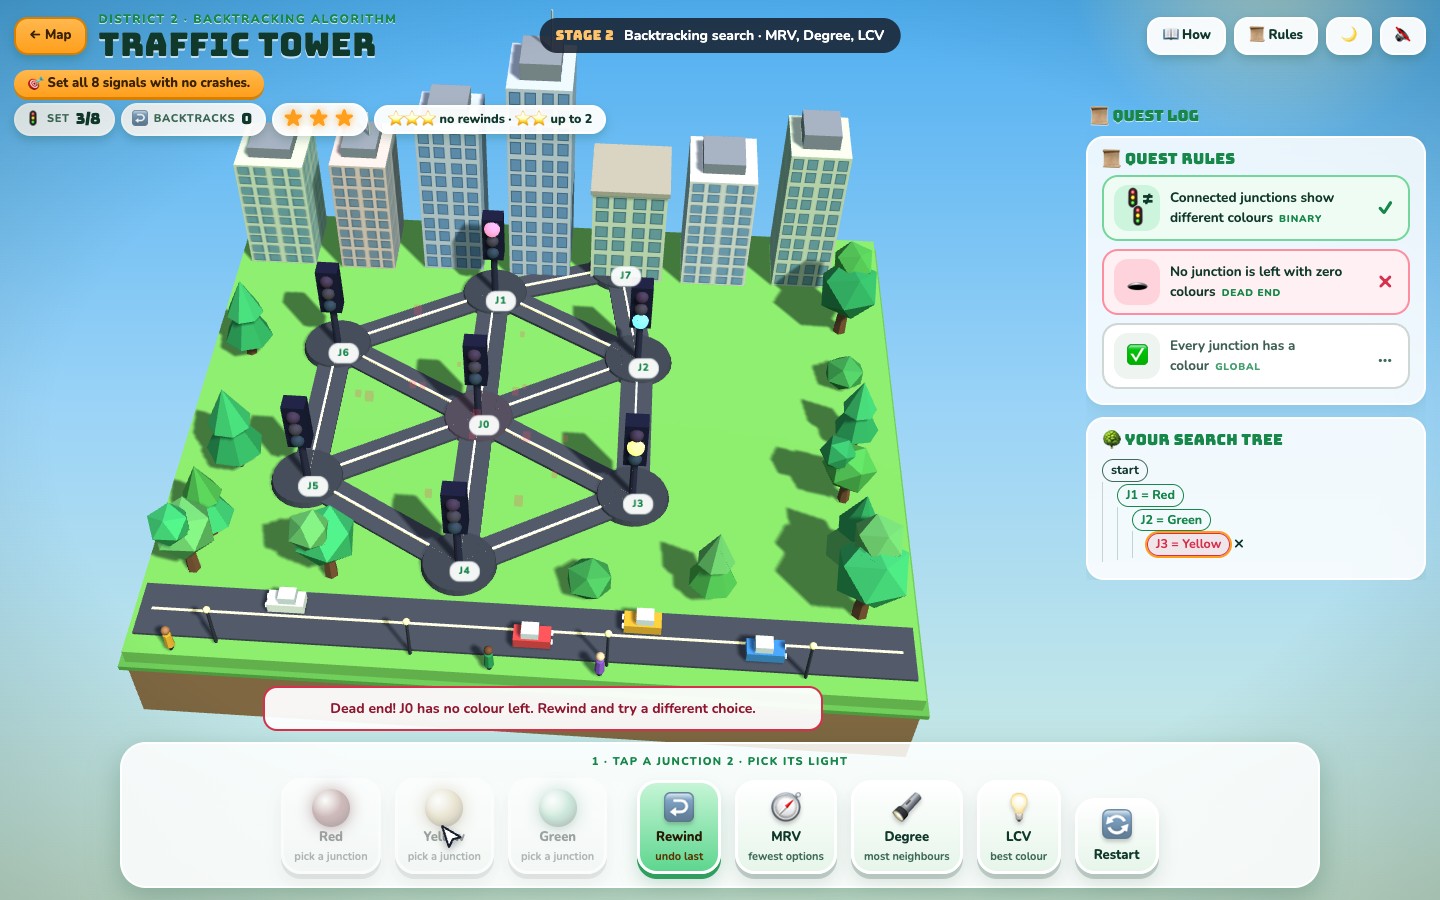 ← Map
DISTRICT 2 · BACKTRACKING ALGORITHM
TRAFFIC TOWER
STAGE 2 Backtracking search · MRV, Degree, LCV
How
Rules
Set all 8 signals with no crashes.
SET 3/8
BACKTRACKS 0
no rewinds · up to 2
QUEST LOG
QUEST RULES
Connected junctions show
different colours BINARY
No junction is left with zero
colours DEAD END
Every junction has a
colour GLOBAL
YOUR SEARCH TREE
start
J1 = Red
J2 = Green
J3 = Yellow ×
J7
J1
J6
J2
J0
J5
J3
J4
Dead end! J0 has no colour left. Rewind and try a different choice.
1 · TAP A JUNCTION 2 · PICK ITS LIGHT
Red
pick a junction
Yellow
pick a junction
Green
pick a junction
Rewind
undo last
MRV
fewest options
Degree
most neighbours
LCV
best colour
Restart